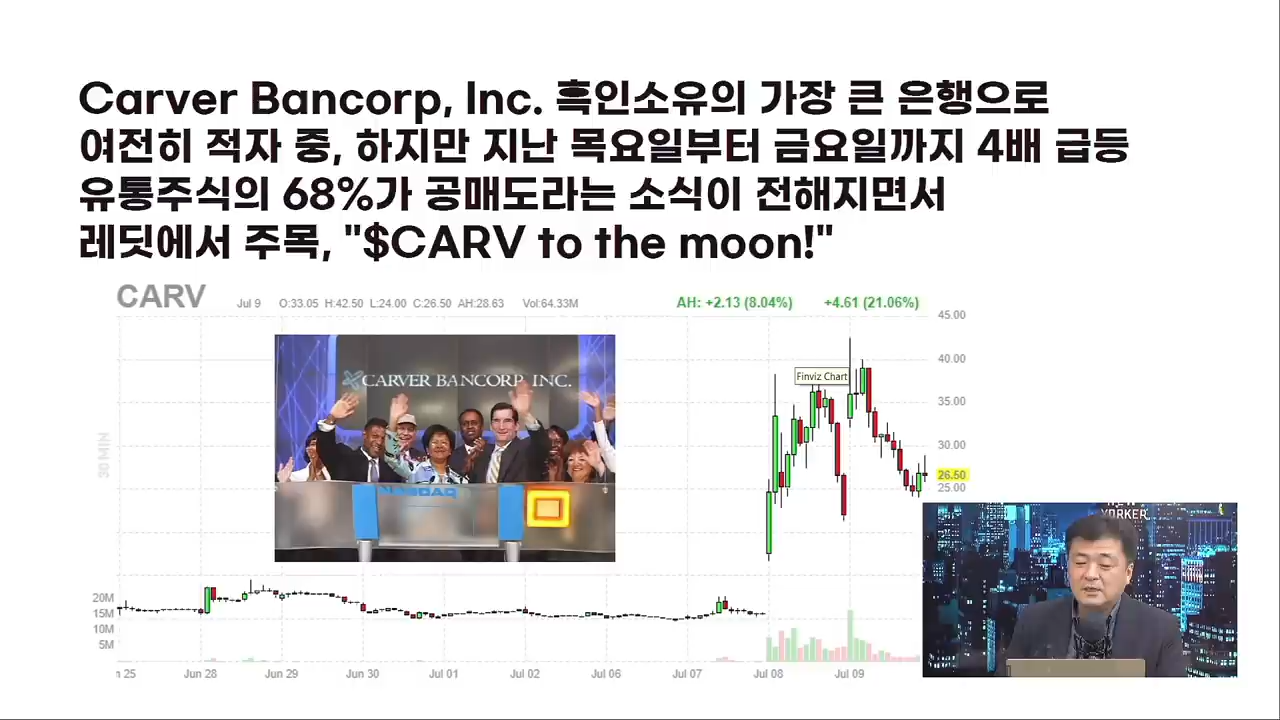 Carver Bancorp, Inc. 흑인소유의 가장 큰 은행으로
여전히 적자 중, 하지만 지난 목요일부터 금요일까지 4배 급등
유통주식의 68%가 공매도라는 소식이 전해지면서
레딧에서 주목, "$CARV to the moon!"
CARV Jul 9 O:33.05 H:42.50 L:24.00 C:26.50 AH:28.63 Vol:64.33M AH: +2.13 (8.04%) +4.61 (21.06%)
45.00
40.00
Finviz Chart
35.00
30.00
26.50
25.00
30 MIN
CARVER BANCORP, INC.
NASDAQ
YORKER
20M
15M
10M
5M
25 Jun 28 Jun 29 Jun 30 Jul 01 Jul 02 Jul 06 Jul 07 Jul 08 Jul 09